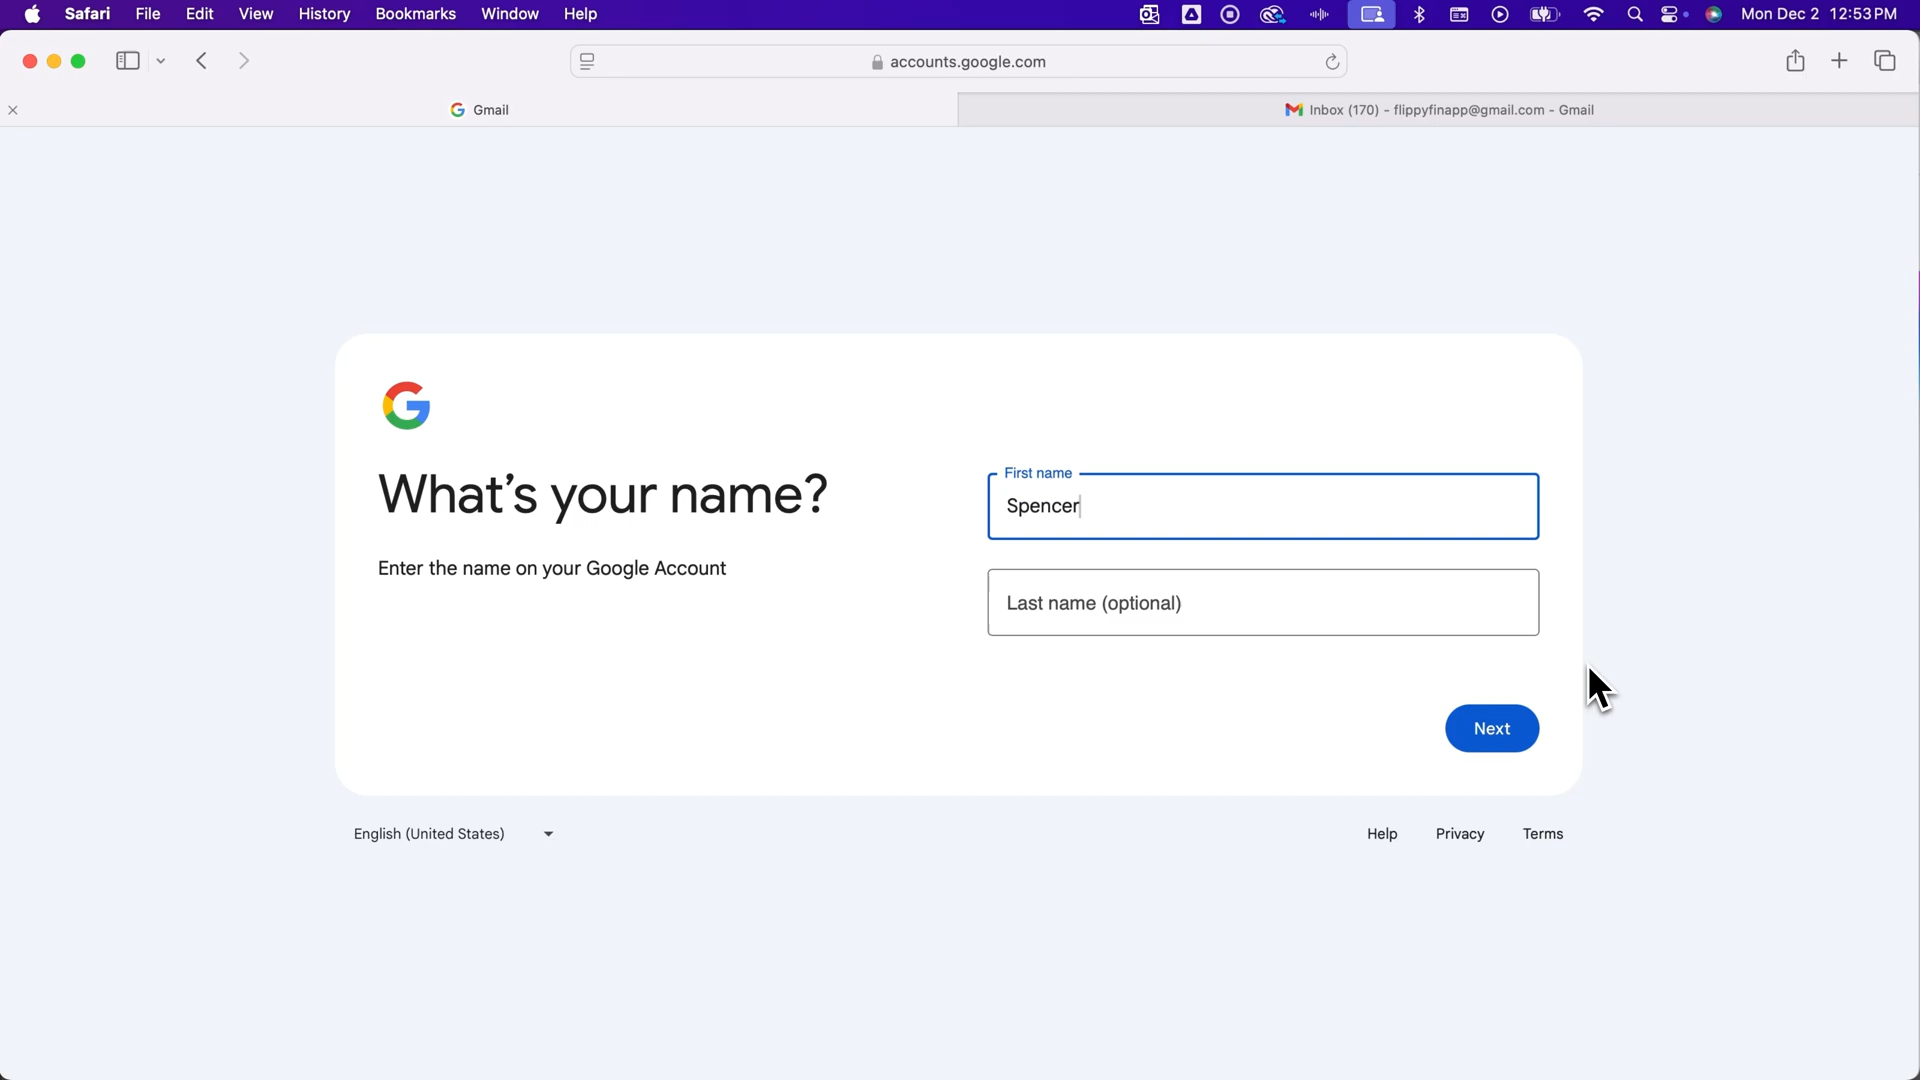 Safari File Edit View History Bookmarks Window Help Mon Dec 2 12:53 PM
accounts.google.com
Gmail Inbox (170) - flippyfinapp@gmail.com - Gmail
What's your name?
Enter the name on your Google Account
First name
Spencer
Last name (optional)
Next
English (United States) Help Privacy Terms